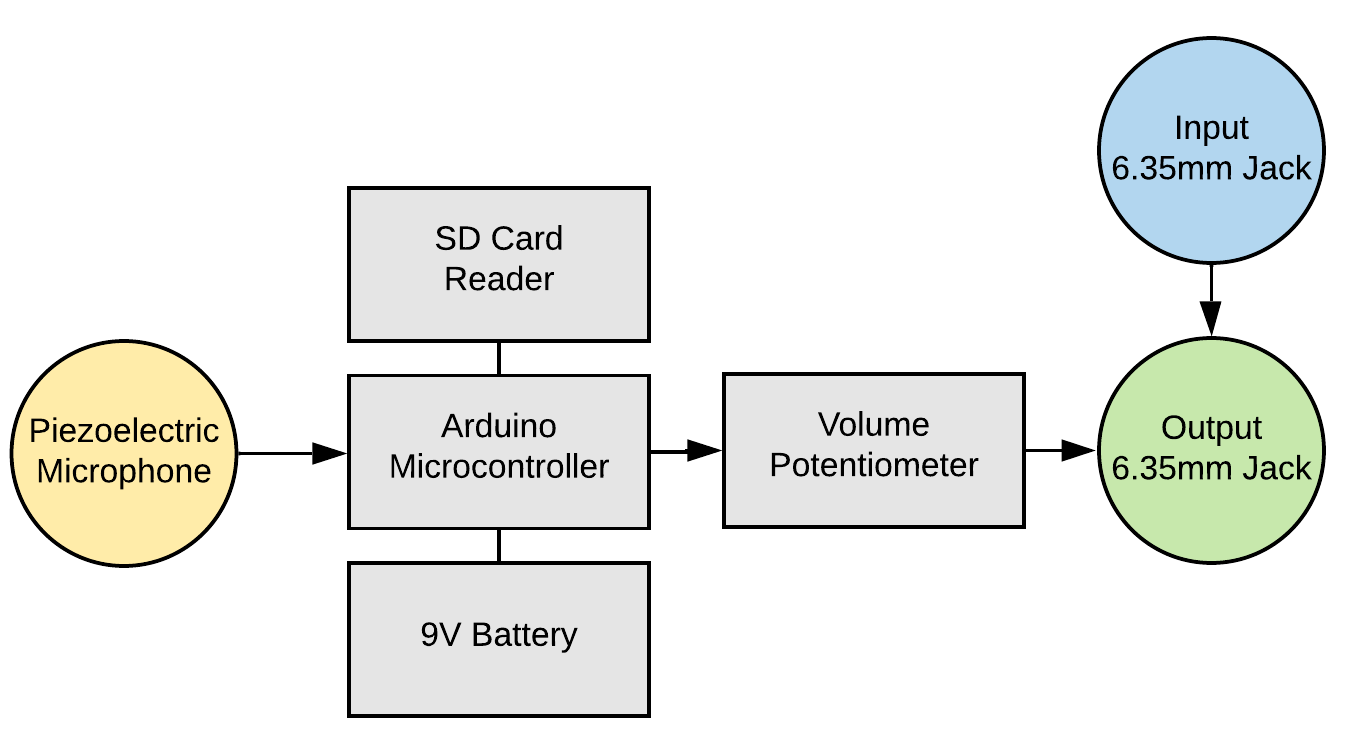 Input
6.35mm Jack
SD Card
Reader
Piezoelectric
Microphone
Arduino
Microcontroller
Volume
Potentiometer
Output
6.35mm Jack
9V Battery